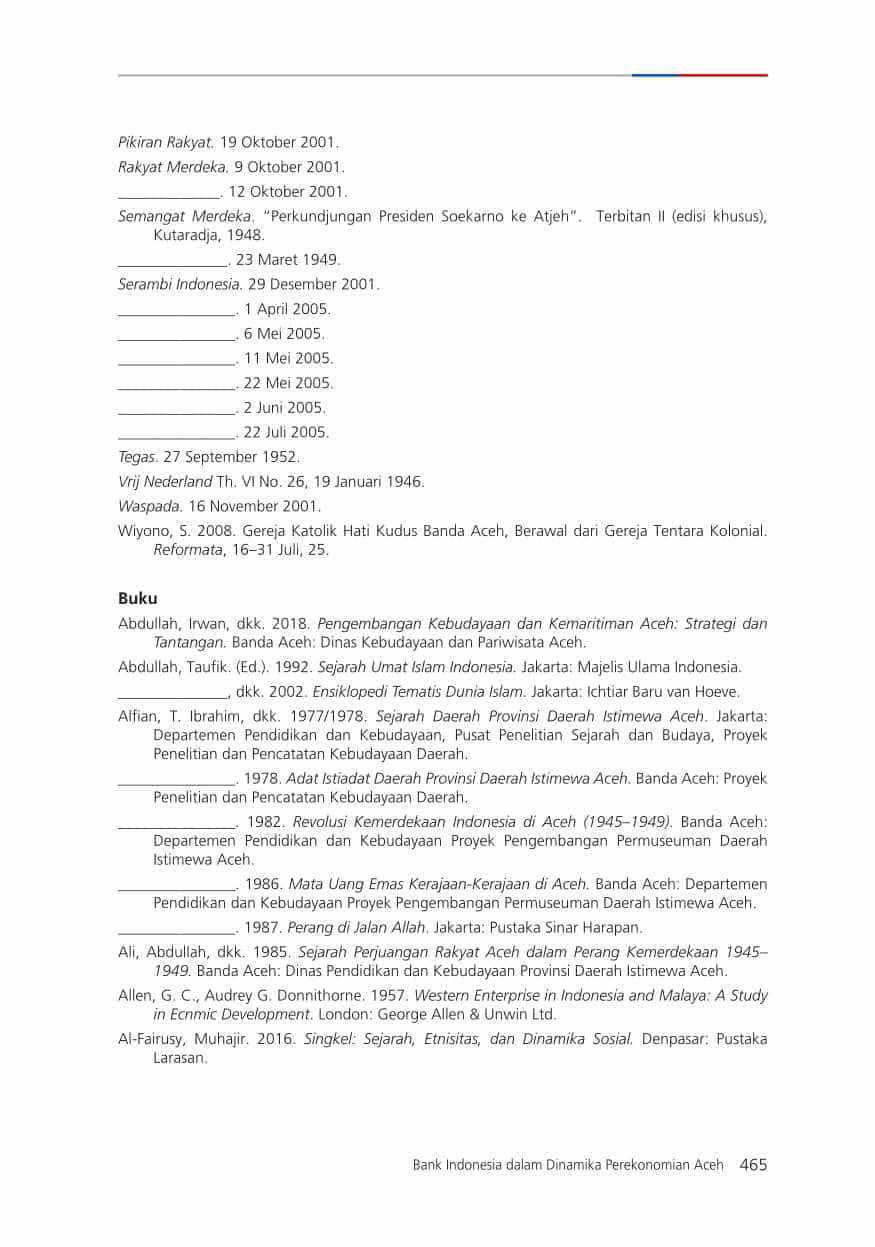 Pikiran Rakyat. 19 Oktober 2001.
Rakyat Merdeka. 9 Oktober 2001.
_____________. 12 Oktober 2001.
Semangat Merdeka. “Perkundjungan Presiden Soekarno ke Atjeh”. Terbitan II (edisi khusus),
Kutaradja, 1948.
______________. 23 Maret 1949.
Serambi Indonesia. 29 Desember 2001.
_______________. 1 April 2005.
_______________. 6 Mei 2005.
_______________. 11 Mei 2005.
_______________. 22 Mei 2005.
_______________. 2 Juni 2005.
_______________. 22 Juli 2005.
Tegas. 27 September 1952.
Vrij Nederland Th. VI No. 26, 19 Januari 1946.
Waspada. 16 November 2001.
Wiyono, S. 2008. Gereja Katolik Hati Kudus Banda Aceh, Berawal dari Gereja Tentara Kolonial.
Reformata, 16–31 Juli, 25.
Buku
Abdullah, Irwan, dkk. 2018. Pengembangan Kebudayaan dan Kemaritiman Aceh: Strategi dan
Tantangan. Banda Aceh: Dinas Kebudayaan dan Pariwisata Aceh.
Abdullah, Taufik. (Ed.). 1992. Sejarah Umat Islam Indonesia. Jakarta: Majelis Ulama Indonesia.
______________, dkk. 2002. Ensiklopedi Tematis Dunia Islam. Jakarta: Ichtiar Baru van Hoeve.
Alfian, T. Ibrahim, dkk. 1977/1978. Sejarah Daerah Provinsi Daerah Istimewa Aceh. Jakarta:
Departemen Pendidikan dan Kebudayaan, Pusat Penelitian Sejarah dan Budaya, Proyek
Penelitian dan Pencatatan Kebudayaan Daerah.
_______________. 1978. Adat Istiadat Daerah Provinsi Daerah Istimewa Aceh. Banda Aceh: Proyek
Penelitian dan Pencatatan Kebudayaan Daerah.
_______________. 1982. Revolusi Kemerdekaan Indonesia di Aceh (1945–1949). Banda Aceh:
Departemen Pendidikan dan Kebudayaan Proyek Pengembangan Permuseuman Daerah
Istimewa Aceh.
_______________. 1986. Mata Uang Emas Kerajaan-Kerajaan di Aceh. Banda Aceh: Departemen
Pendidikan dan Kebudayaan Proyek Pengembangan Permuseuman Daerah Istimewa Aceh.
_______________. 1987. Perang di Jalan Allah. Jakarta: Pustaka Sinar Harapan.
Ali, Abdullah, dkk. 1985. Sejarah Perjuangan Rakyat Aceh dalam Perang Kemerdekaan 1945–
1949. Banda Aceh: Dinas Pendidikan dan Kebudayaan Provinsi Daerah Istimewa Aceh.
Allen, G. C., Audrey G. Donnithorne. 1957. Western Enterprise in Indonesia and Malaya: A Study
in Ecnmic Development. London: George Allen & Unwin Ltd.
Al-Fairusy, Muhajir. 2016. Singkel: Sejarah, Etnisitas, dan Dinamika Sosial. Denpasar: Pustaka
Larasan.
Bank Indonesia dalam Dinamika Perekonomian Aceh 465